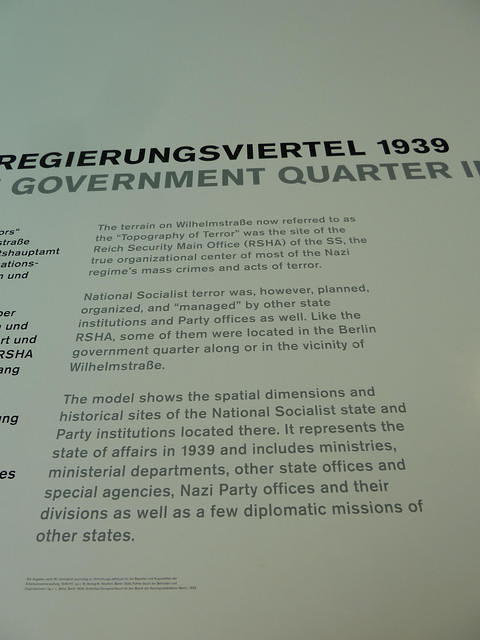 REGIERUNGSVIERTEL 1939
GOVERNMENT QUARTER
ors"
straße
tshauptamt
ations-
n und
ber
und
rt und
RSHA
ang
ung
es
The terrain on Wilhelmstraße now referred to as
the "Topography of Terror" was the site of the
Reich Security Main Office (RSHA) of the SS, the
true organizational center of most of the Nazi
regime's mass crimes and acts of terror.
National Socialist terror was, however, planned,
organized, and "managed" by other state
institutions and Party offices as well. Like the
RSHA, some of them were located in the Berlin
government quarter along or in the vicinity of
Wilhelmstraße.
The model shows the spatial dimensions and
historical sites of the National Socialist state and
Party institutions located there. It represents the
state of affairs in 1939 and includes ministries,
ministerial departments, other state offices and
special agencies, Nazi Party offices and their
divisions as well as a few diplomatic missions of
other states.